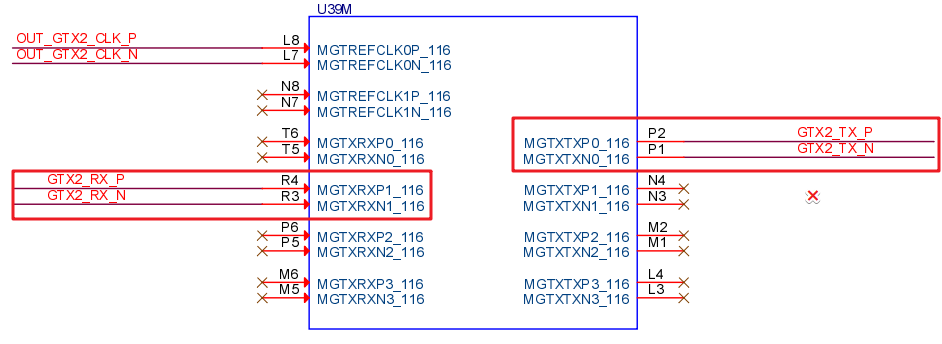 U39M
OUT_GTX2_CLK_P L8 MGTREFCLK0P_116
OUT_GTX2_CLK_N L7 MGTREFCLK0N_116
N8 MGTREFCLK1P_116
N7 MGTREFCLK1N_116
T6 MGTXRXP0_116 MGTXTXP0_116 P2 GTX2_TX_P
T5 MGTXRXN0_116 MGTXTXN0_116 P1 GTX2_TX_N
GTX2_RX_P R4 MGTXRXP1_116 MGTXTXP1_116 N4
GTX2_RX_N R3 MGTXRXN1_116 MGTXTXN1_116 N3
P6 MGTXRXP2_116 MGTXTXP2_116 M2
P5 MGTXRXN2_116 MGTXTXN2_116 M1
M6 MGTXRXP3_116 MGTXTXP3_116 L4
M5 MGTXRXN3_116 MGTXTXN3_116 L3